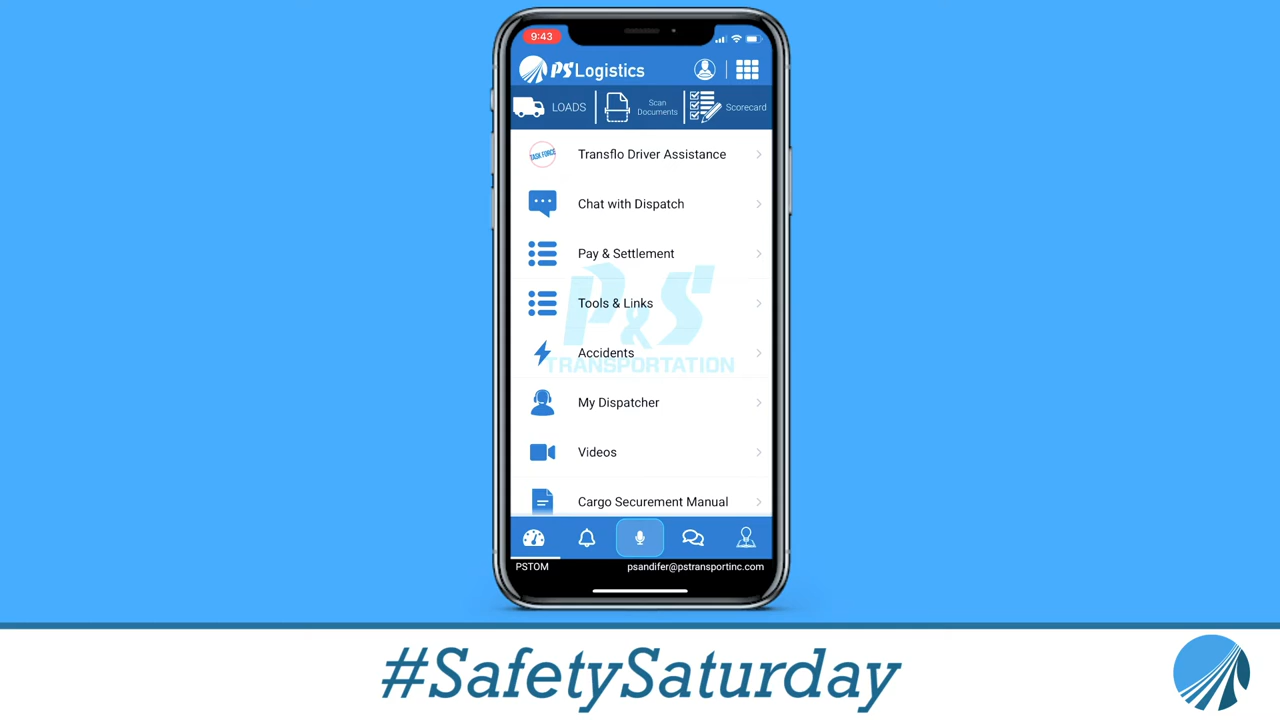 9:43
PS Logistics
LOADS
Scan
Documents
Scorecard
TASK FORCE
Transflo Driver Assistance
Chat with Dispatch
Pay & Settlement
Tools & Links
P&S
TRANSPORTATION
Accidents
My Dispatcher
Videos
Cargo Securement Manual
PSTOM
psandifer@pstransportinc.com
#SafetySaturday